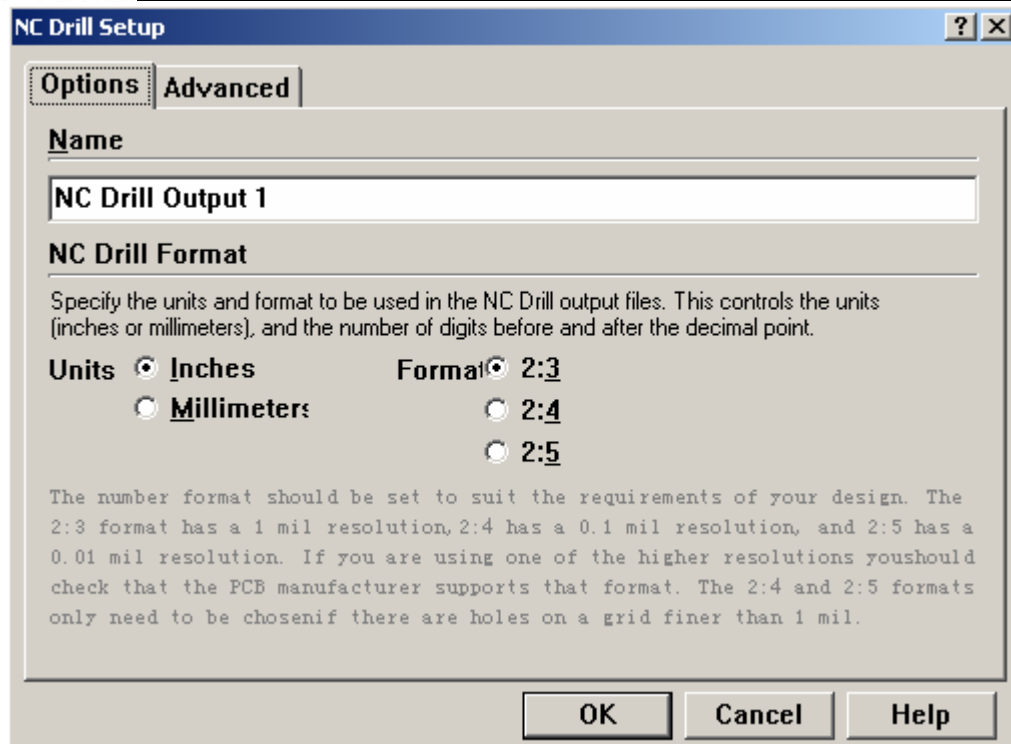 NC Drill Setup
Options Advanced
Name
NC Drill Output 1
NC Drill Format
Specify the units and format to be used in the NC Drill output files. This controls the units
(inches or millimeters), and the number of digits before and after the decimal point.
Units Inches Format 2:3
Millimeters 2:4
2:5
The number format should be set to suit the requirements of your design. The
2:3 format has a 1 mil resolution, 2:4 has a 0.1 mil resolution, and 2:5 has a
0.01 mil resolution. If you are using one of the higher resolutions youshould
check that the PCB manufacturer supports that format. The 2:4 and 2:5 formats
only need to be chosenif there are holes on a grid finer than 1 mil.
OK Cancel Help